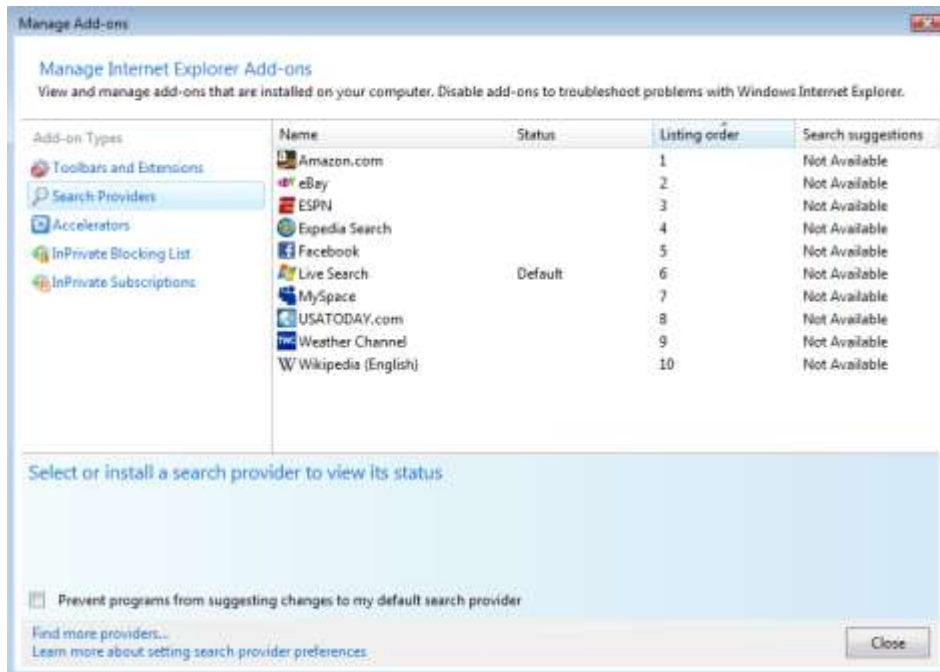 Manage Add-ons
Manage Internet Explorer Add-ons
View and manage add-ons that are installed on your computer. Disable add-ons to troubleshoot problems with Windows Internet Explorer.
Add-on Types
Toolbars and Extensions
Search Providers
Accelerators
InPrivate Blocking List
InPrivate Subscriptions
Name Status Listing order Search suggestions
Amazon.com 1 Not Available
eBay 2 Not Available
ESPN 3 Not Available
Expedia Search 4 Not Available
Facebook 5 Not Available
Live Search Default 6 Not Available
MySpace 7 Not Available
USATODAY.com 8 Not Available
TWC Weather Channel 9 Not Available
W Wikipedia (English) 10 Not Available
Select or install a search provider to view its status
Prevent programs from suggesting changes to my default search provider
Find more providers...
Learn more about setting search provider preferences
Close